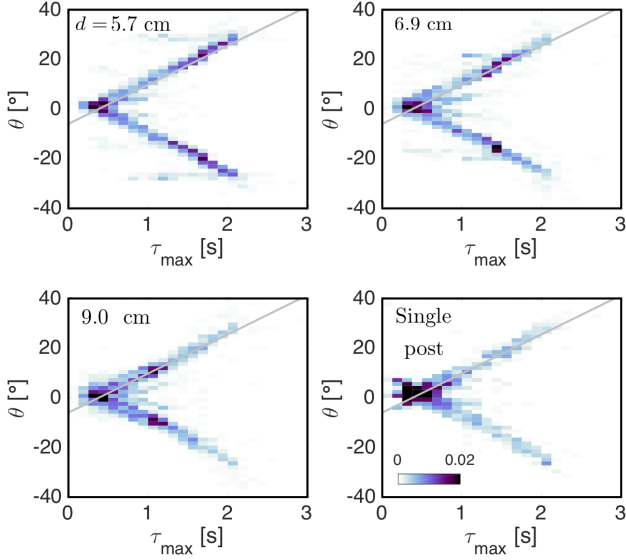 d = 5.7 cm
40
20
0
-20
-40
θ [°]
0 1 2 3
τmax [s]
6.9 cm
40
20
0
-20
-40
θ [°]
0 1 2 3
τmax [s]
9.0 cm
40
20
0
-20
-40
θ [°]
0 1 2 3
τmax [s]
Single
post
40
20
0
-20
-40
θ [°]
0 0.02
0 1 2 3
τmax [s]